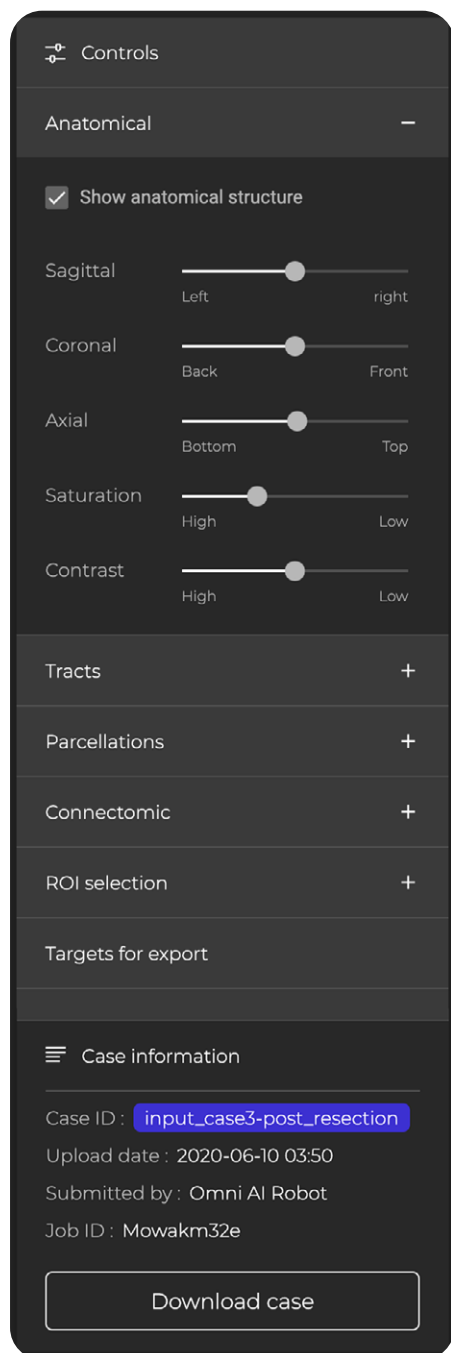 Controls
Anatomical
Show anatomical structure
Sagittal
Left right
Coronal
Back Front
Axial
Bottom Top
Saturation
High Low
Contrast
High Low
Tracts
Parcellations
Connectomic
ROI selection
Targets for export
Case information
Case ID : input_case3-post_resection
Upload date : 2020-06-10 03:50
Submitted by : Omni AI Robot
Job ID : Mowakm32e
Download case